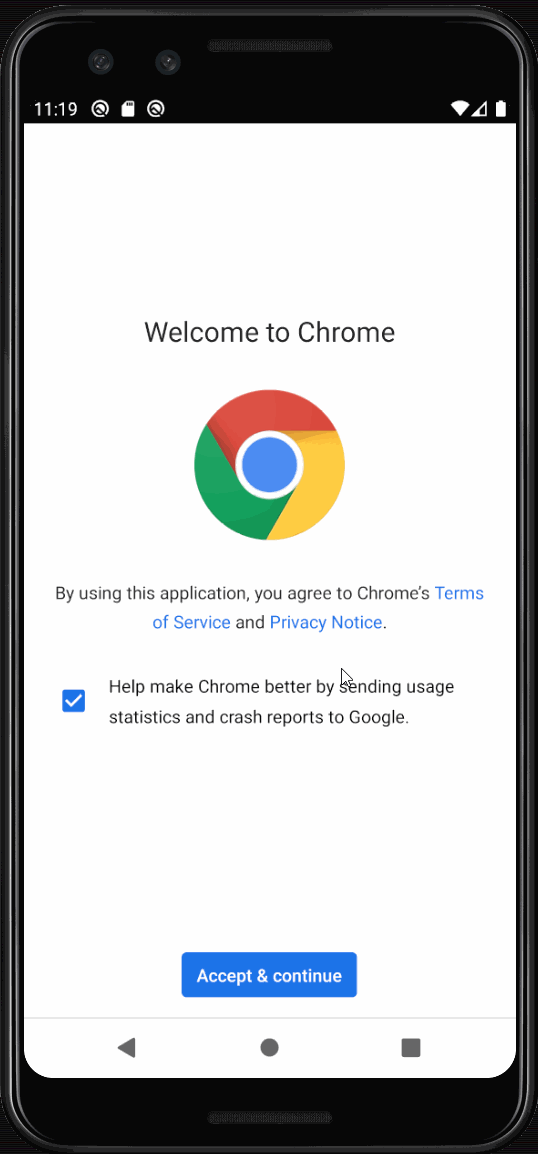 11:19
Welcome to Chrome
By using this application, you agree to Chrome's Terms
of Service and Privacy Notice.
Help make Chrome better by sending usage
statistics and crash reports to Google.
Accept & continue